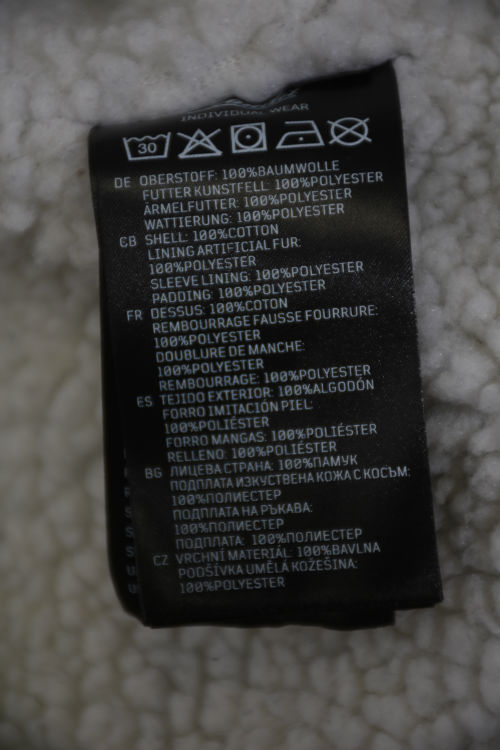 INDIVIDUAL WEAR
30
DE OBERSTOFF: 100%BAUMWOLLE
FUTTER KUNSTFELL: 100%POLYESTER
ÄRMELFUTTER: 100%POLYESTER
WATTIERUNG: 100%POLYESTER
GB SHELL: 100%COTTON
LINING ARTIFICIAL FUR:
100%POLYESTER
SLEEVE LINING: 100%POLYESTER
PADDING: 100%POLYESTER
FR DESSUS: 100%COTON
REMBOURRAGE FAUSSE FOURRURE:
100%POLYESTER
DOUBLURE DE MANCHE:
100%POLYESTER
REMBOURRAGE: 100%POLYESTER
ES TEJIDO EXTERIOR: 100%ALGODÓN
FORRO IMITACIÓN PIEL:
100%POLIÉSTER
FORRO MANGAS: 100%POLIÉSTER
RELLENO: 100%POLIÉSTER
BG ЛИЦЕВА СТРАНА: 100%ПАМУК
ПОДПЛАТА ИЗКУСТВЕНА КОЖА С КОСЪМ:
100%ПОЛИЕСТЕР
ПОДПЛАТА НА РЪКАВА:
100%ПОЛИЕСТЕР
ПОДПЛАТА: 100%ПОЛИЕСТЕР
CZ VRCHNÍ MATERIÁL: 100%BAVLNA
PODŠÍVKA UMĚLÁ KOŽEŠINA:
100%POLYESTER